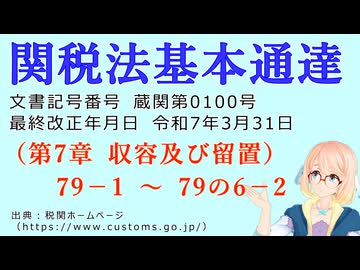 関税法基本通達
文書記号番号 蔵関第0100号
最終改正年月日 令和7年3月31日
（第7章 収容及び留置）
79－1 ～ 79の6－2
出典：税関ホームページ
（https://www.customs.go.jp/）